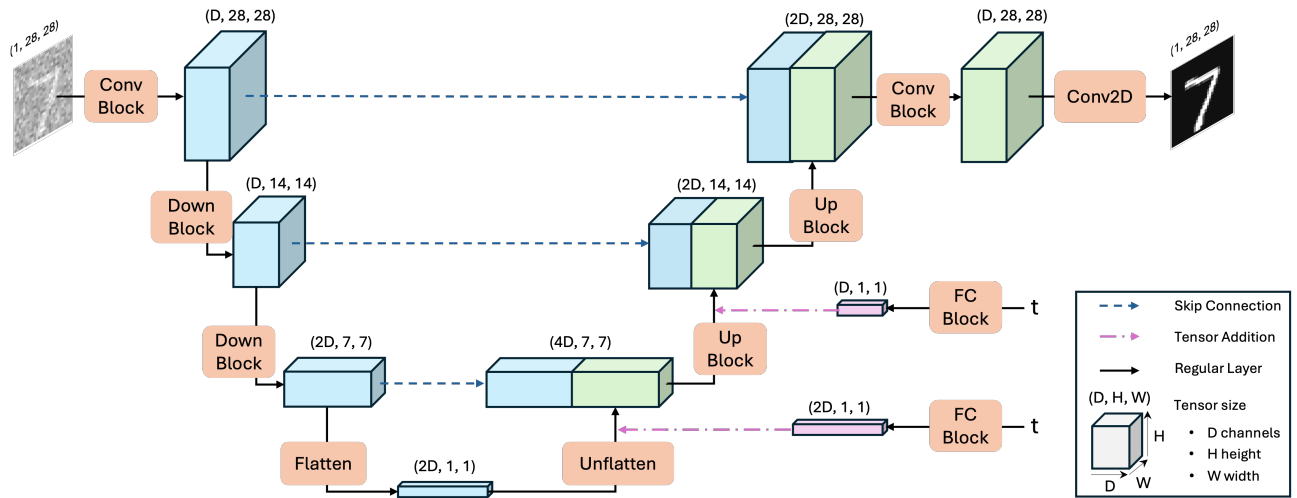 (1, 28, 28)
(D, 28, 28)
(2D, 28, 28)
(D, 28, 28)
(1, 28, 28)
Conv
Block
Conv
Block
Conv2D
(D, 14, 14)
(2D, 14, 14)
Down
Block
Up
Block
(D, 1, 1)
FC
Block
t
Down
Block
(2D, 7, 7)
(4D, 7, 7)
Up
Block
(2D, 1, 1)
FC
Block
t
Flatten
(2D, 1, 1)
Unflatten
Skip Connection
Tensor Addition
Regular Layer
(D, H, W)
H
D
W
Tensor size
• D channels
• H height
• W width